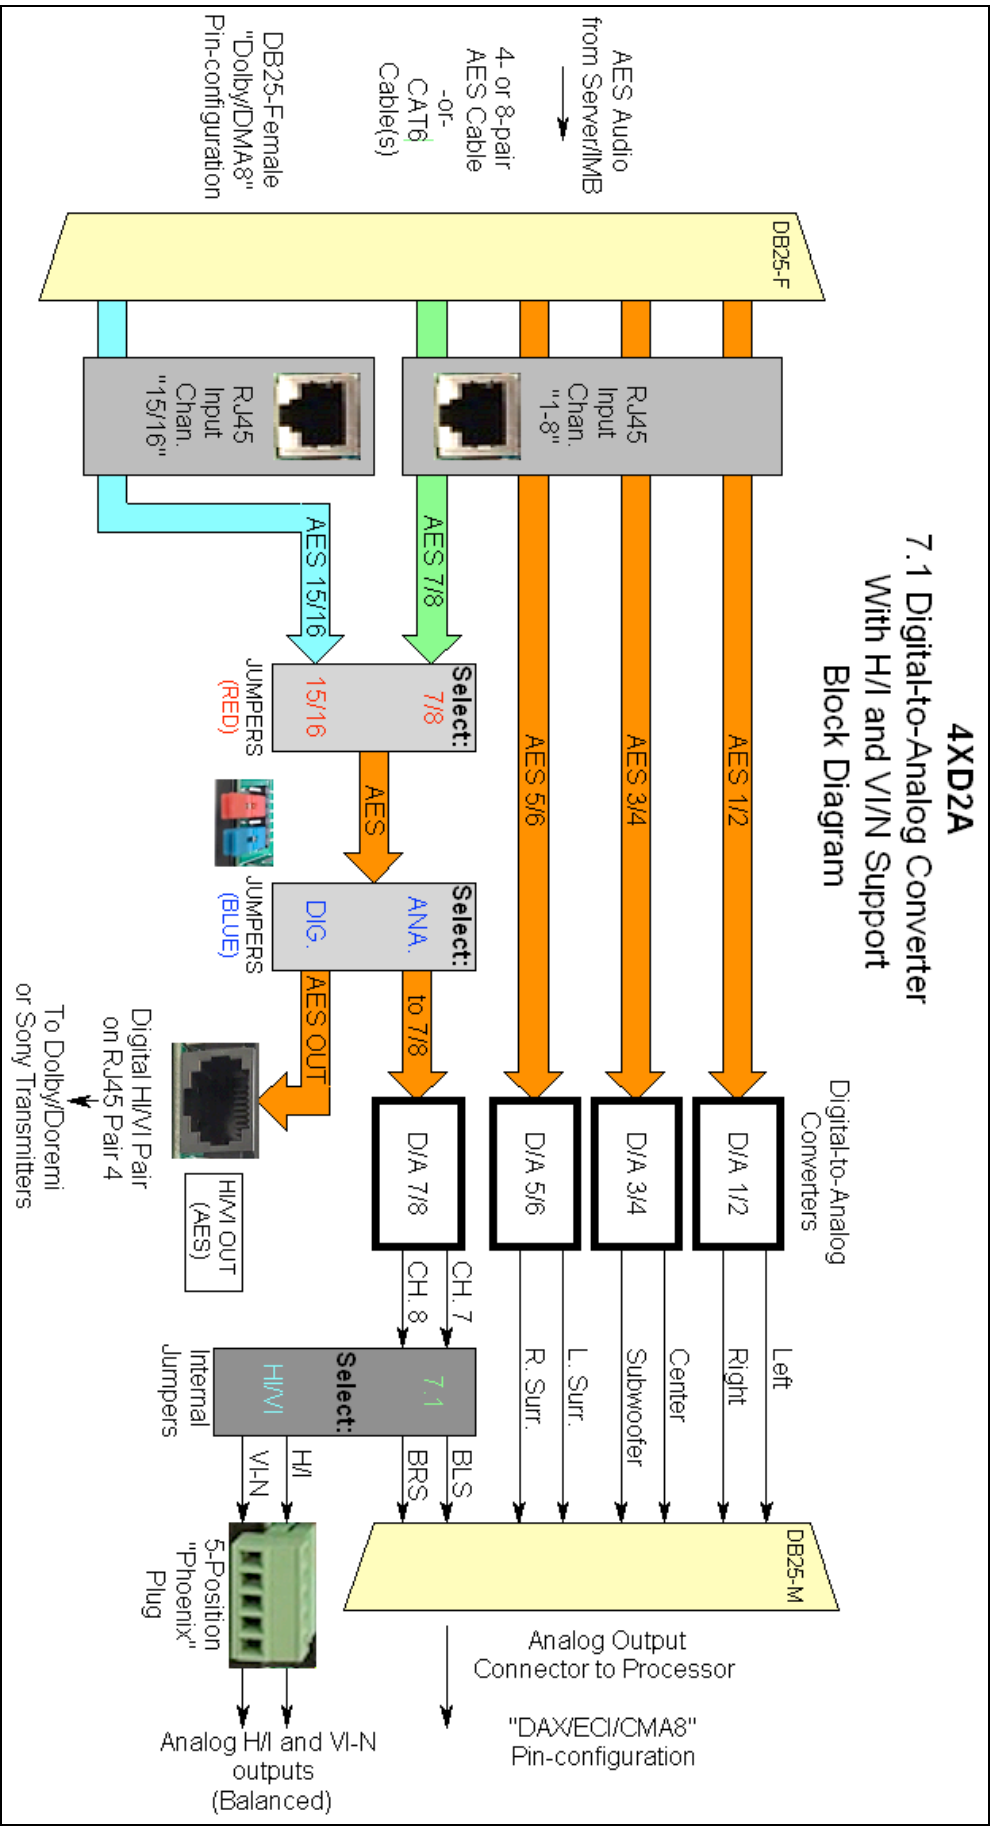 4XD2A
7.1 Digital-to-Analog Converter
With H/I and VI/N Support
Block Diagram
AES Audio
from Server/IMB
4- or 8-pair
AES Cable
-or-
CAT6
Cable(s)
DB25-Female
"Dolby/DMA8"
Pin-configuration
DB25-F
RJ45
Input
Chan.
"1-8"
RJ45
Input
Chan.
"15/16"
AES 1/2
AES 3/4
AES 5/6
AES 7/8
AES 15/16
Select:
7/8
15/16
JUMPERS
(RED)
AES
Select:
ANA.
DIG.
JUMPERS
(BLUE)
to 7/8
AES OUT
Digital HI/VI Pair
on RJ45 Pair 4
To Dolby/Doremi
or Sony Transmitters
HI/VI OUT
(AES)
Digital-to-Analog
Converters
D/A 1/2
D/A 3/4
D/A 5/6
D/A 7/8
Left
Right
Center
Subwoofer
L. Surr.
R. Surr.
CH. 7
CH. 8
7.1
Select:
HI/VI
Internal
Jumpers
BLS
BRS
H/I
VI-N
DB25-M
5-Position
"Phoenix"
Plug
Analog Output
Connector to Processor
"DAX/ECI/CMA8"
Pin-configuration
Analog H/I and VI-N
outputs
(Balanced)